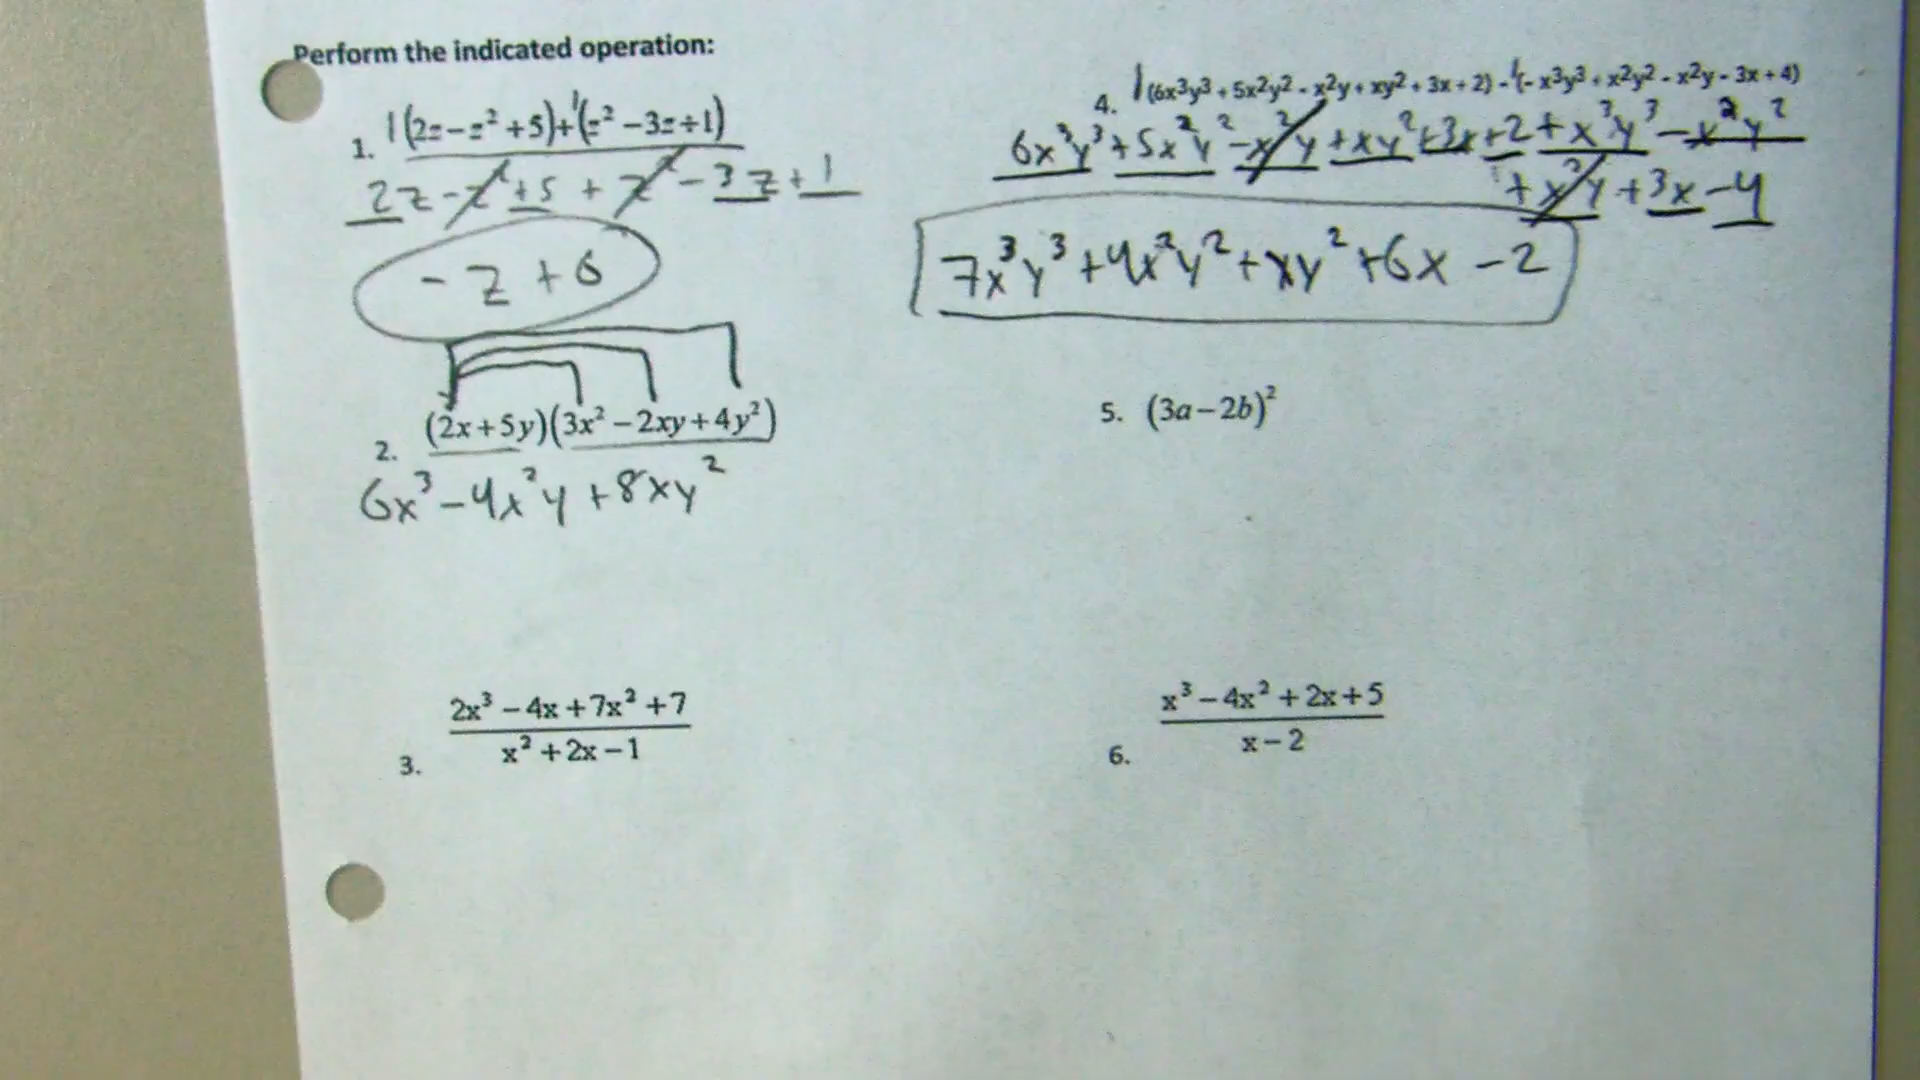 Perform the indicated operation:
1. 1(2z−z²+5)+1(z²−3z+1)
2z−z²+5+z²−3z+1
−z+6
2. (2x+5y)(3x²−2xy+4y²)
6x³−4x²y+8xy²
3. (2x³−4x+7x²+7)/(x²+2x−1)
4. 1(6x³y³+5x²y²-x²y+xy²+3x+2)-1(-x³y³+x²y²-x²y-3x+4)
6x³y³+5x²y²-x²y+xy²+3x+2+x³y³-x²y²
+x²y+3x-4
7x³y³+4x²y²+xy²+6x-2
5. (3a−2b)²
6. (x³−4x²+2x+5)/(x−2)